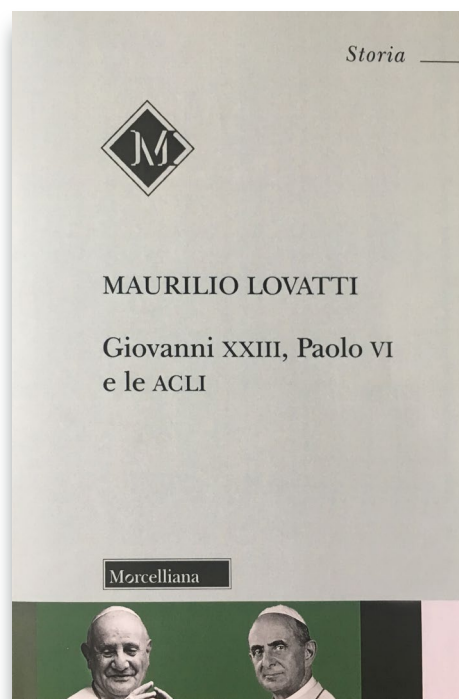 Storia
M
MAURILIO LOVATTI
Giovanni XXIII, Paolo VI
e le ACLI
Morcelliana